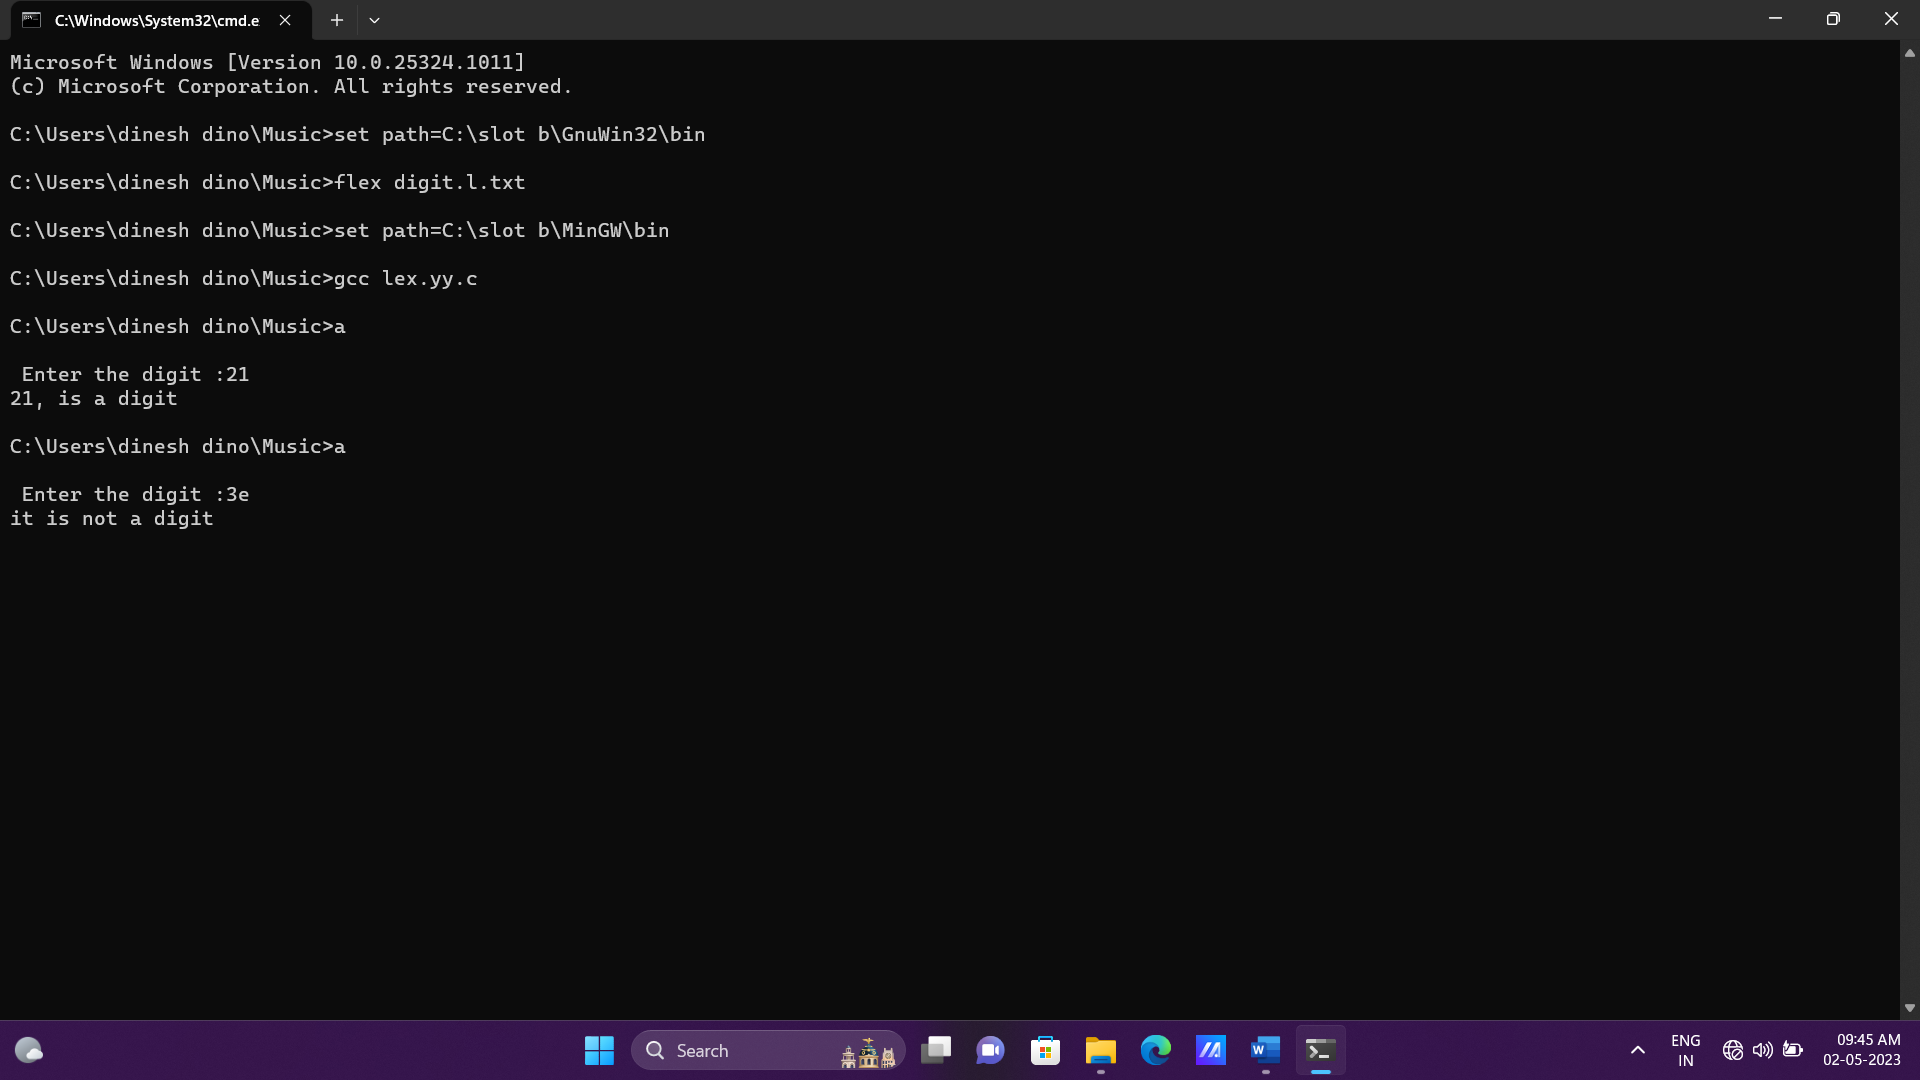 C:\Windows\System32\cmd.e
Microsoft Windows [Version 10.0.25324.1011]
(c) Microsoft Corporation. All rights reserved.
C:\Users\dinesh dino\Music>set path=C:\slot b\GnuWin32\bin
C:\Users\dinesh dino\Music>flex digit.l.txt
C:\Users\dinesh dino\Music>set path=C:\slot b\MinGW\bin
C:\Users\dinesh dino\Music>gcc lex.yy.c
C:\Users\dinesh dino\Music>a
Enter the digit :21
21, is a digit
C:\Users\dinesh dino\Music>a
Enter the digit :3e
it is not a digit
Search
W
ENG
IN
09:45 AM
02-05-2023